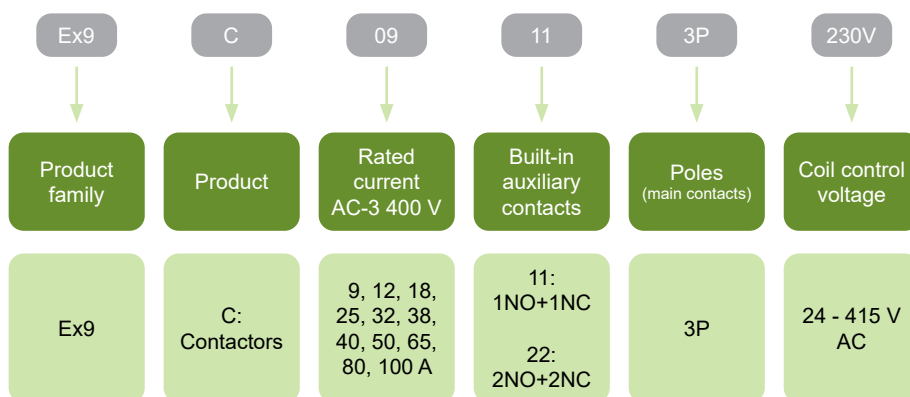 Ex9
C
09
11
3P
230V
Product
family
Product
Rated
current
AC-3 400 V
Built-in
auxiliary
contacts
Poles
(main contacts)
Coil control
voltage
Ex9
C:
Contactors
9, 12, 18,
25, 32, 38,
40, 50, 65,
80, 100 A
11:
1NO+1NC
22:
2NO+2NC
3P
24 - 415 V
AC